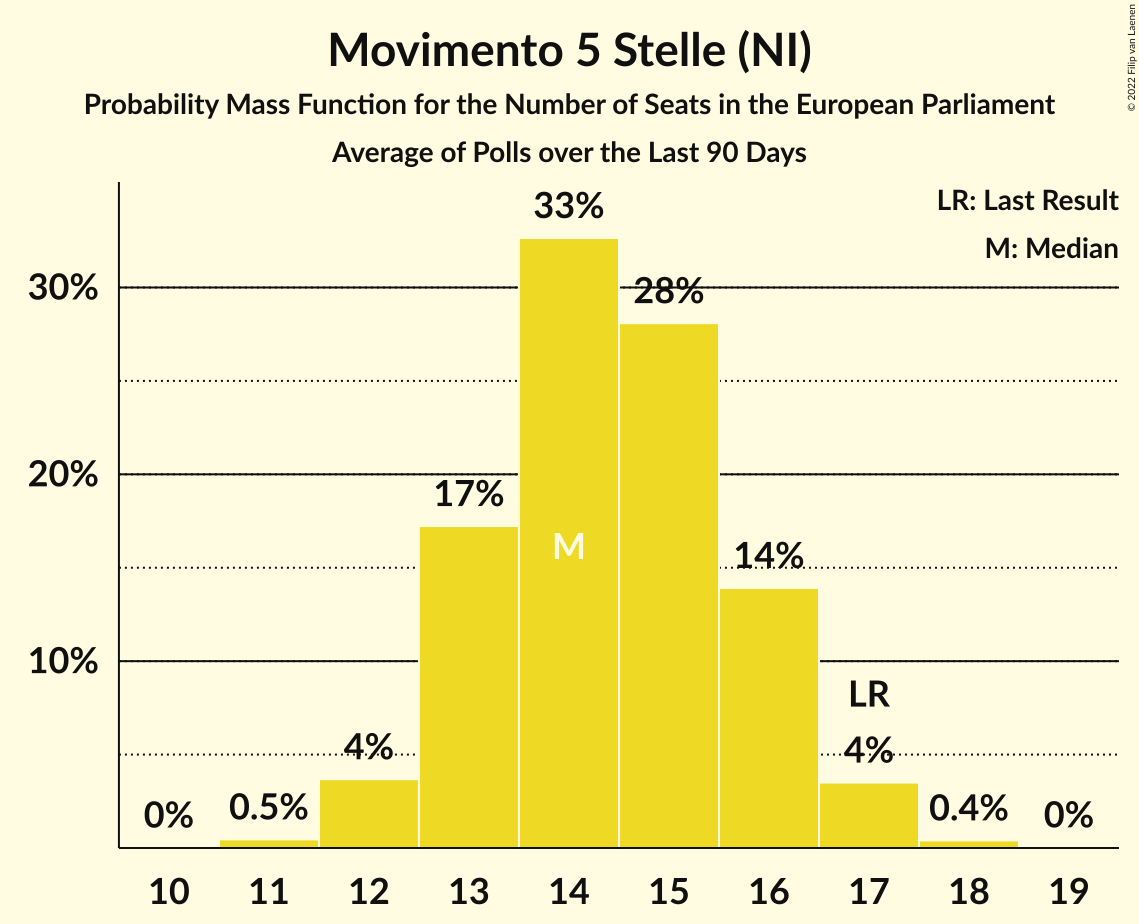 Movimento 5 Stelle (NI)
Probability Mass Function for the Number of Seats in the European Parliament
Average of Polls over the Last 90 Days
© 2022 Filip van Laenen
LR: Last Result
M: Median
33%
30%
28%
20%
17%
M
14%
10%
LR
4%
4%
0%
0.5%
0.4%
0%
10 11 12 13 14 15 16 17 18 19